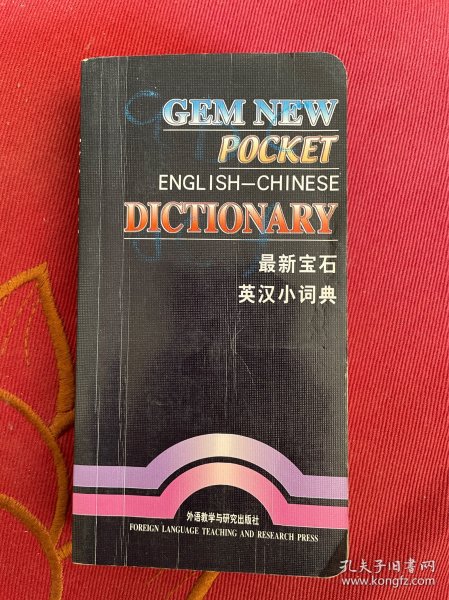 GEM NEW
POCKET
ENGLISH—CHINESE
DICTIONARY
最新宝石
英汉小词典
外语教学与研究出版社
FOREIGN LANGUAGE TEACHING AND RESEARCH PRESS
孔夫子旧书网
www.kongfz.com